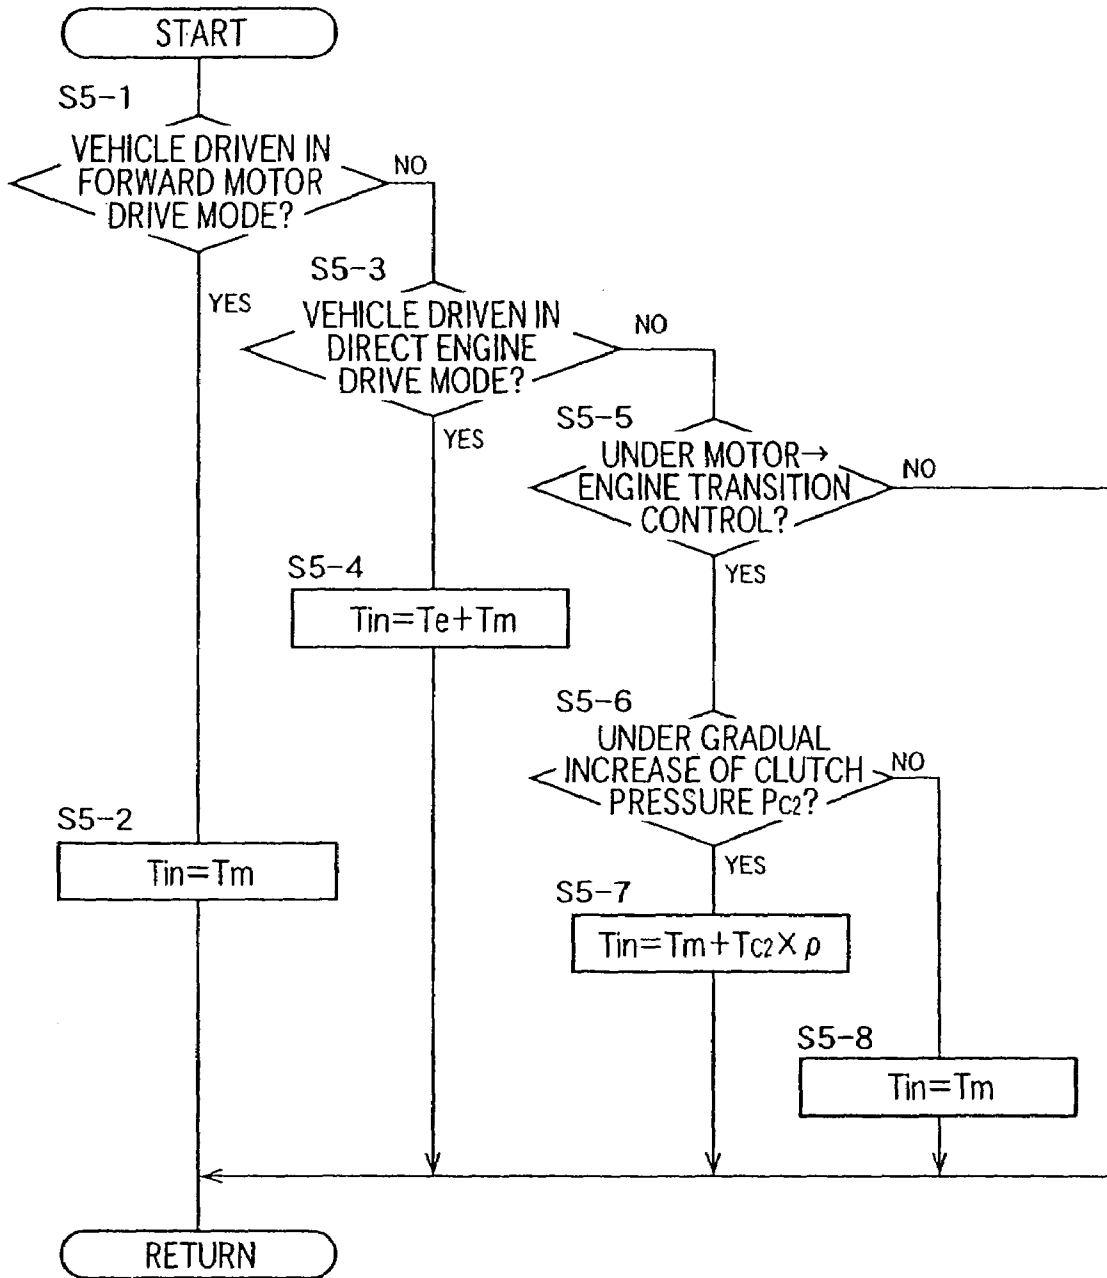 START
S5-1
VEHICLE DRIVEN IN
FORWARD MOTOR
DRIVE MODE?
NO
YES
S5-3
VEHICLE DRIVEN IN
DIRECT ENGINE
DRIVE MODE?
NO
YES
S5-5
UNDER MOTOR→
ENGINE TRANSITION
CONTROL?
NO
YES
S5-4
Tin=Te+Tm
S5-6
UNDER GRADUAL
INCREASE OF CLUTCH
PRESSURE PC2?
NO
YES
S5-2
Tin=Tm
S5-7
Tin=Tm+TC2×ρ
S5-8
Tin=Tm
RETURN